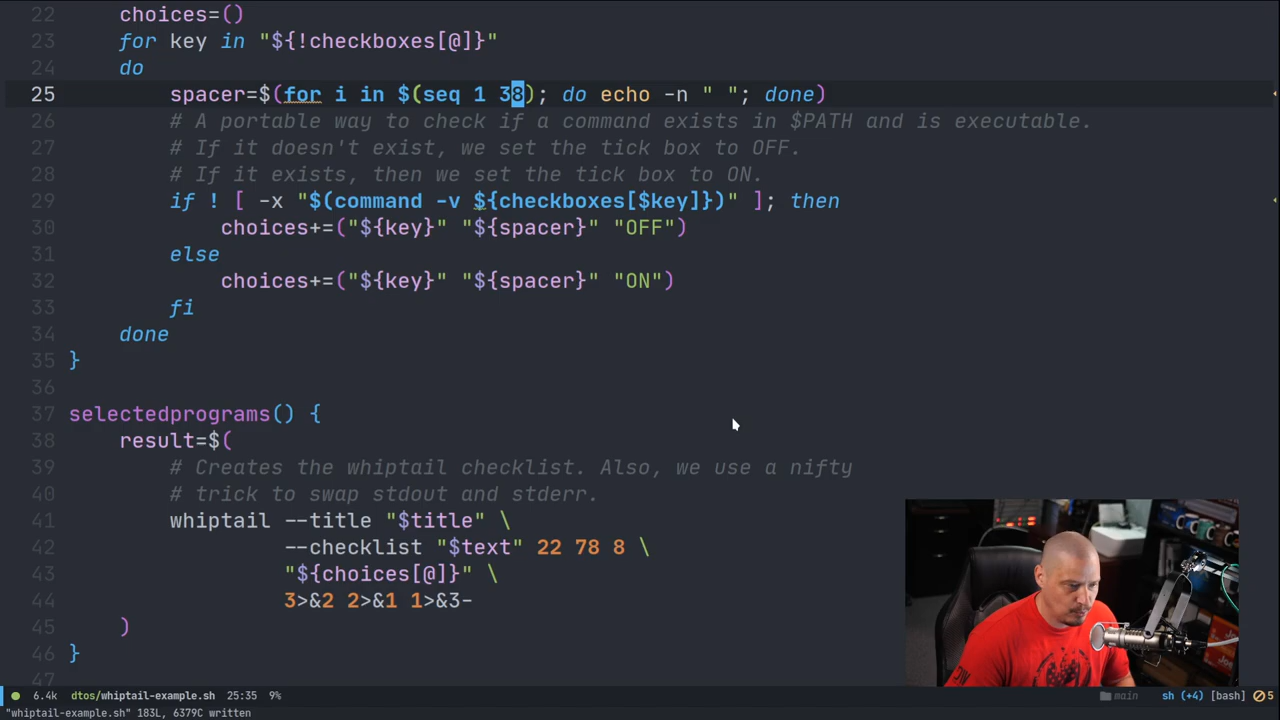 22 choices=()
23 for key in "${!checkboxes[@]}"
24 do
25 spacer=$(for i in $(seq 1 38); do echo -n " "; done)
26 # A portable way to check if a command exists in $PATH and is executable.
27 # If it doesn't exist, we set the tick box to OFF.
28 # If it exists, then we set the tick box to ON.
29 if ! [ -x "$(command -v ${checkboxes[$key]})" ]; then
30 choices+=("${key}" "${spacer}" "OFF")
31 else
32 choices+=("${key}" "${spacer}" "ON")
33 fi
34 done
35 }
36
37 selectedprograms() {
38 result=$(
39 # Creates the whiptail checklist. Also, we use a nifty
40 # trick to swap stdout and stderr.
41 whiptail --title "$title" \
42 --checklist "$text" 22 78 8 \
43 "${choices[@]}" \
44 3>&2 2>&1 1>&3-
45 )
46 }
47
6.4k dtos/whiptail-example.sh 25:35 9% main sh (+4) [bash] 5
"whiptail-example.sh" 183L, 6379C written